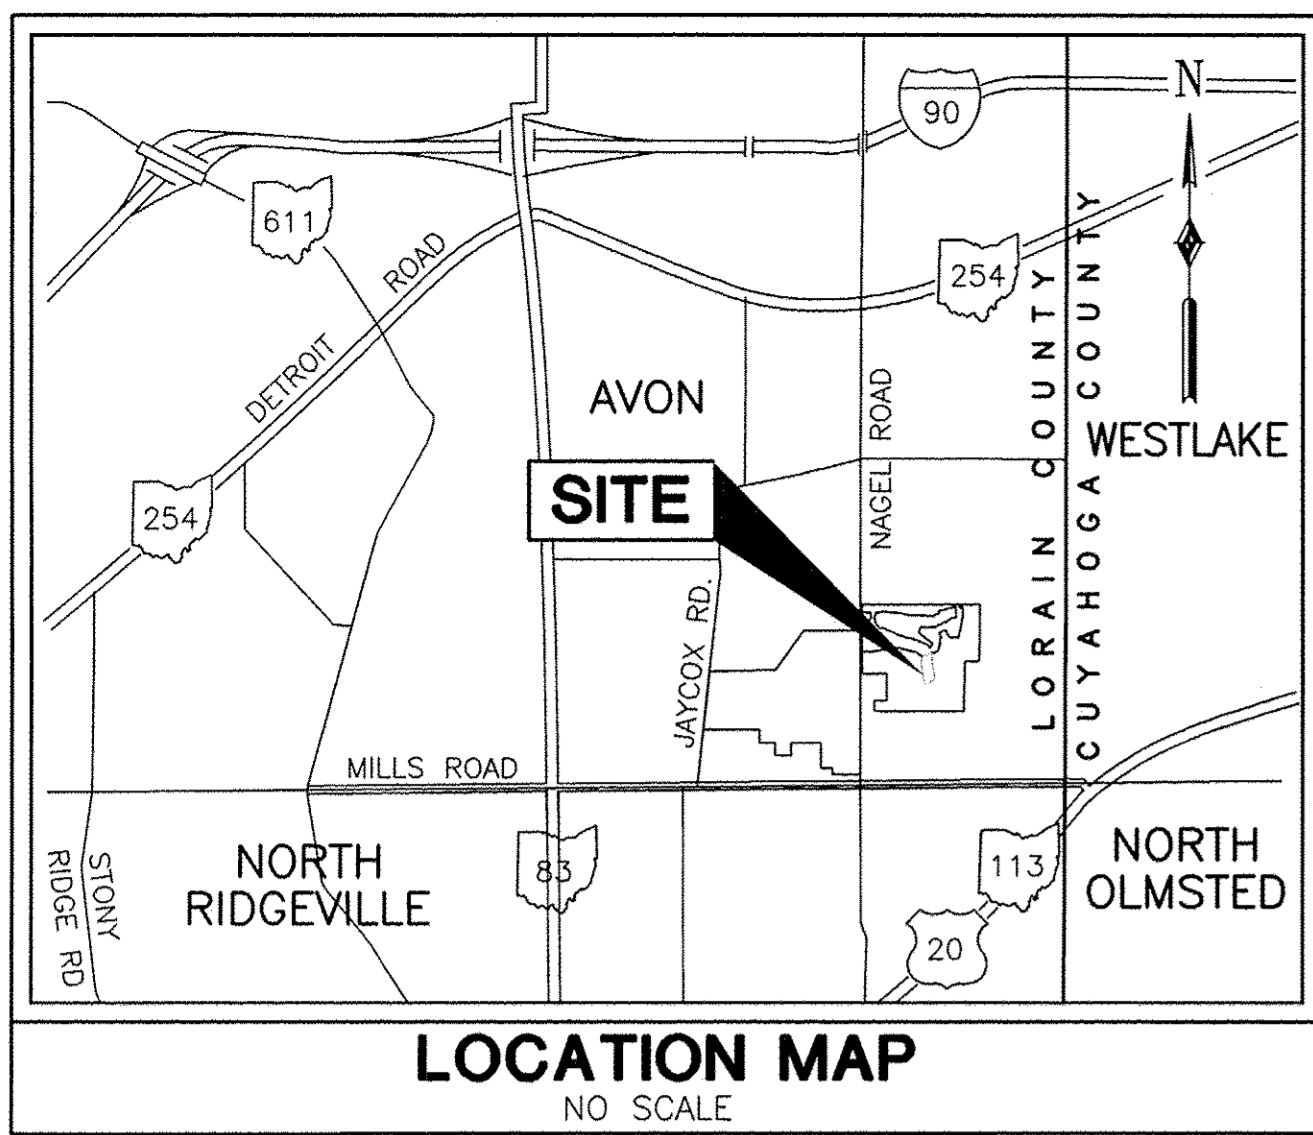 N
90
611
254
DETROIT ROAD
AVON
NAGEL ROAD
LORAIN COUNTY
CUYAHOGA COUNTY
WESTLAKE
SITE
254
JAYCOX RD.
MILLS ROAD
STONY
RIDGE RD
NORTH
RIDGEVILLE
83
113
20
NORTH
OLMSTED
LOCATION MAP
NO SCALE